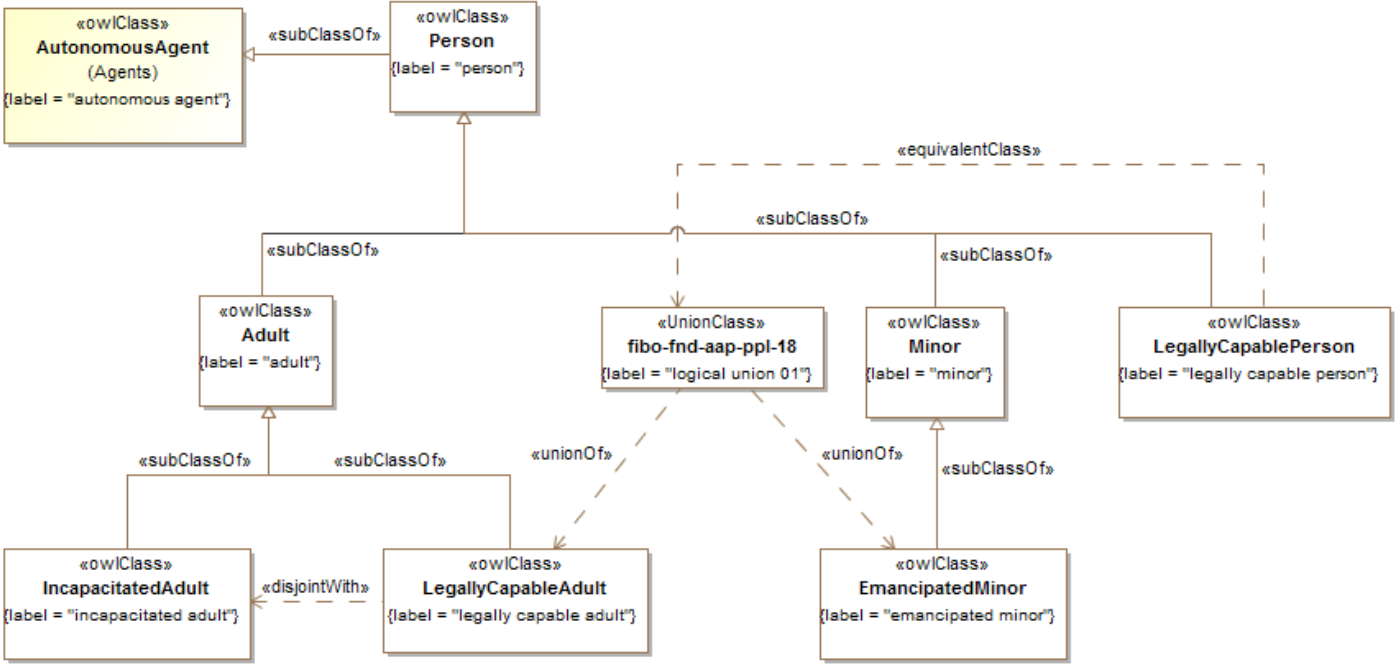 «owlClass»
AutonomousAgent
(Agents)
{label = "autonomous agent"}
«subClassOf»
«owlClass»
Person
{label = "person"}
«equivalentClass»
«subClassOf»
«subClassOf»
«subClassOf»
«owlClass»
Adult
{label = "adult"}
«UnionClass»
fibo-fnd-aap-ppl-18
{label = "logical union 01"}
«owlClass»
Minor
{label = "minor"}
«owlClass»
LegallyCapablePerson
{label = "legally capable person"}
«subClassOf»
«subClassOf»
«unionOf»
«unionOf»
«subClassOf»
«owlClass»
IncapacitatedAdult
{label = "incapacitated adult"}
«disjointWith»
«owlClass»
LegallyCapableAdult
{label = "legally capable adult"}
«owlClass»
EmancipatedMinor
{label = "emancipated minor"}